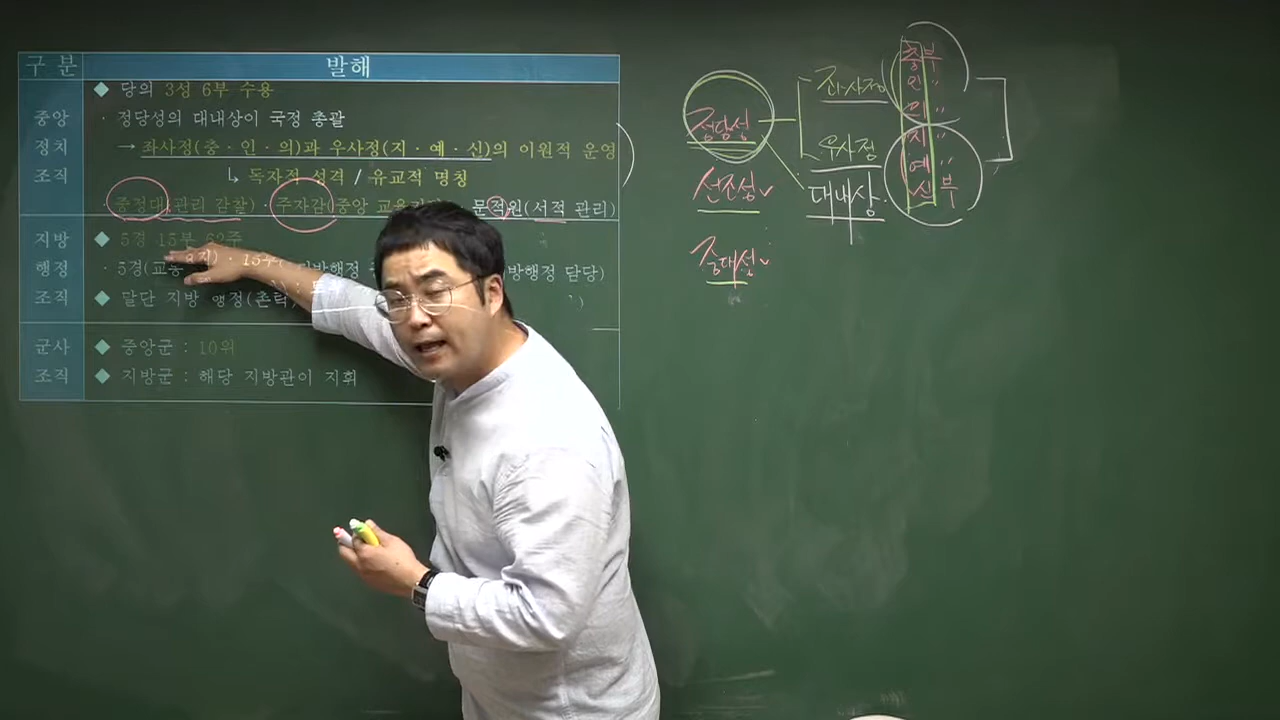 구 분 발해
◆ 당의 3성 6부 수용
중앙 · 정당성의 대내상이 국정 총괄
정치 → 좌사정(충·인·의)과 우사정(지·예·신)의 이원적 운영
조직 ↳ 독자적 성격 / 유교적 명칭
중정대(관리 감찰) · 주자감(중앙 교육 문적원(서적 관리)
지방 ◆ 5경 15부 62주
행정 · 5경( 지방행정 방행정 담당)
조직 ◆ 말단 지방 행정(촌락,
군사 ◆ 중앙군 : 10위
조직 ◆ 지방군 : 해당 지방관이 지휘
정당성
선조성
중대성
좌사정
우사정
대내상
충부
인〃
의〃
지〃
예〃
신부